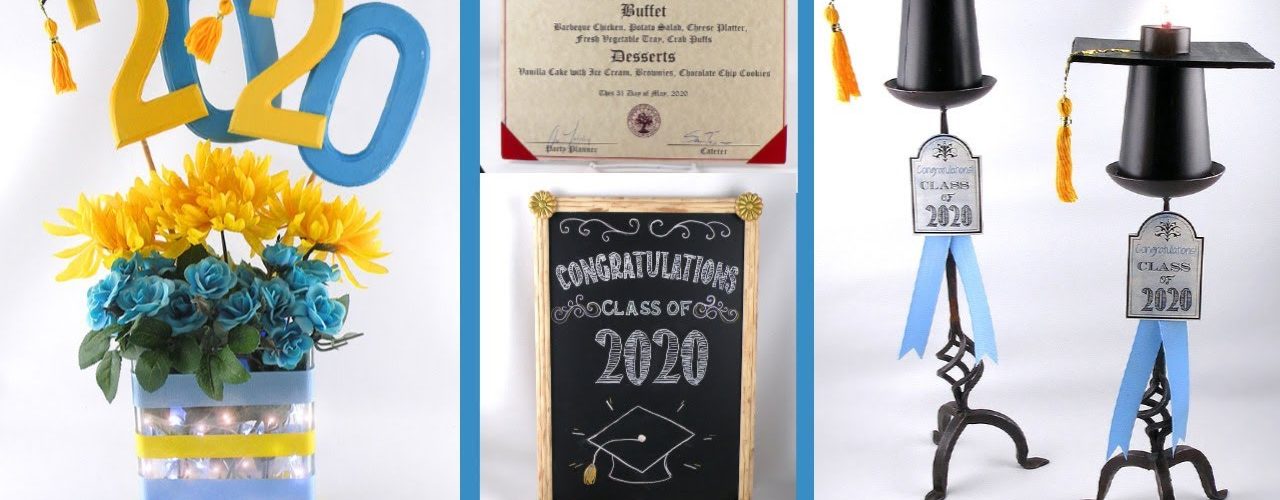 2020
Buffet
Barbeque Chicken, Potato Salad, Cheese Platter,
Fresh Vegetable Tray, Crab Puffs
Desserts
Vanilla Cake with Ice Cream, Brownies, Chocolate Chip Cookies
This 31 Day of May, 2020
Party Planner
Caterer
CONGRATULATIONS
CLASS OF
2020
Congratulations!
CLASS
OF
2020
Congratulations!
CLASS
OF
2020